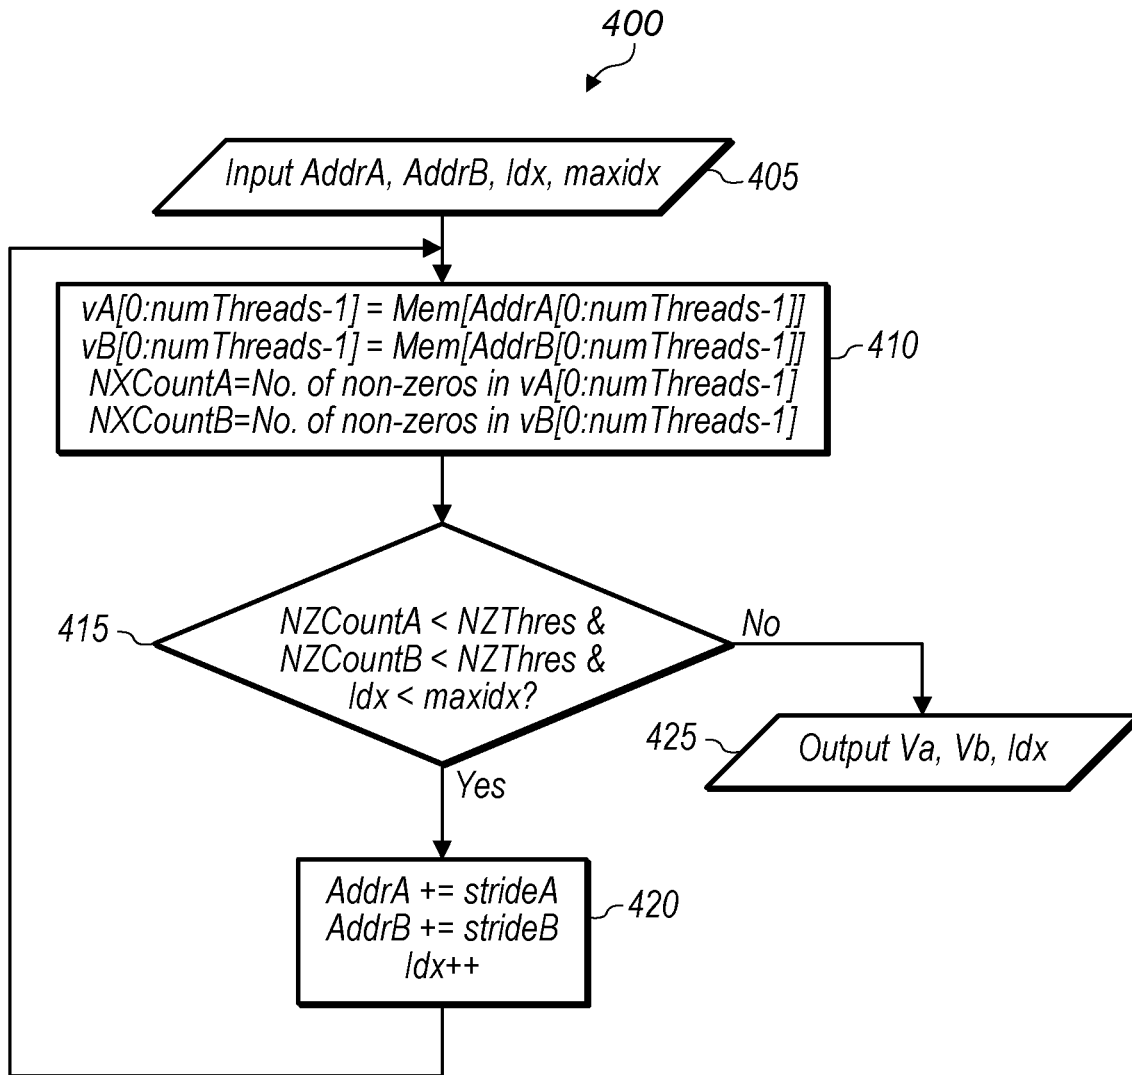 400
Input AddrA, AddrB, Idx, maxidx
405
vA[0:numThreads-1] = Mem[AddrA[0:numThreads-1]]
vB[0:numThreads-1] = Mem[AddrB[0:numThreads-1]]
NXCountA=No. of non-zeros in vA[0:numThreads-1]
NXCountB=No. of non-zeros in vB[0:numThreads-1]
410
415
NZCountA < NZThres &
NZCountB < NZThres &
Idx < maxidx?
No
Yes
425
Output Va, Vb, Idx
AddrA += strideA
AddrB += strideB
Idx++
420